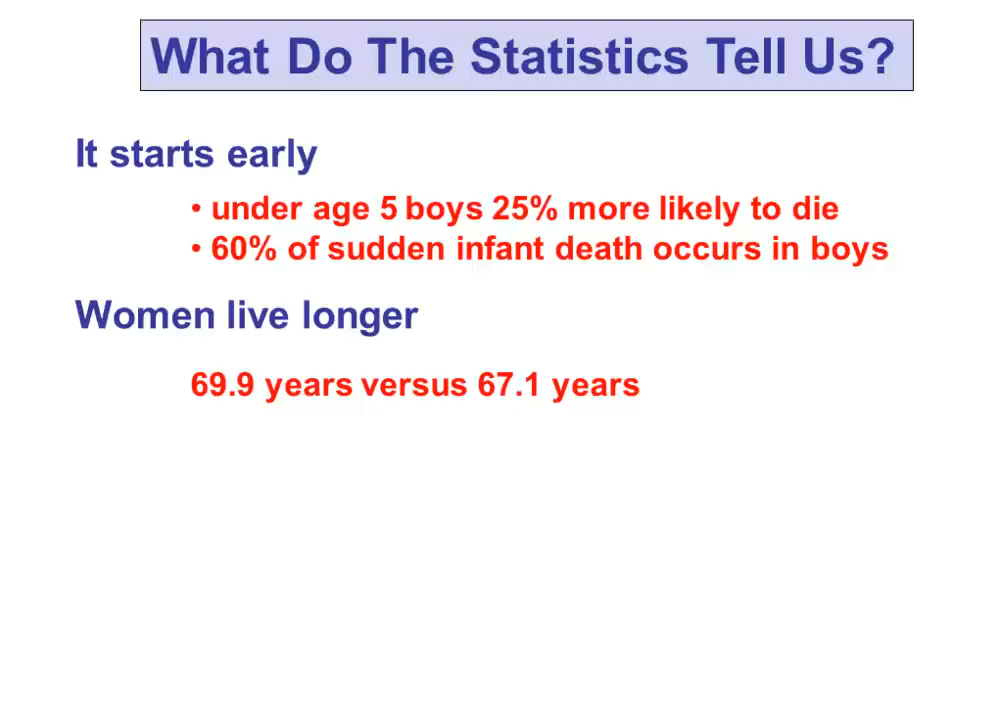 What Do The Statistics Tell Us?
It starts early
• under age 5 boys 25% more likely to die
• 60% of sudden infant death occurs in boys
Women live longer
69.9 years versus 67.1 years